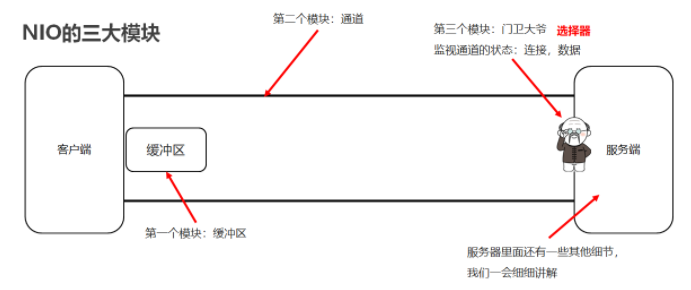 NIO的三大模块
第二个模块：通道
第三个模块：门卫大爷 选择器
监视通道的状态：连接，数据
客户端
缓冲区
服务端
第一个模块：缓冲区
服务器里面还有一些其他细节，
我们一会细细讲解